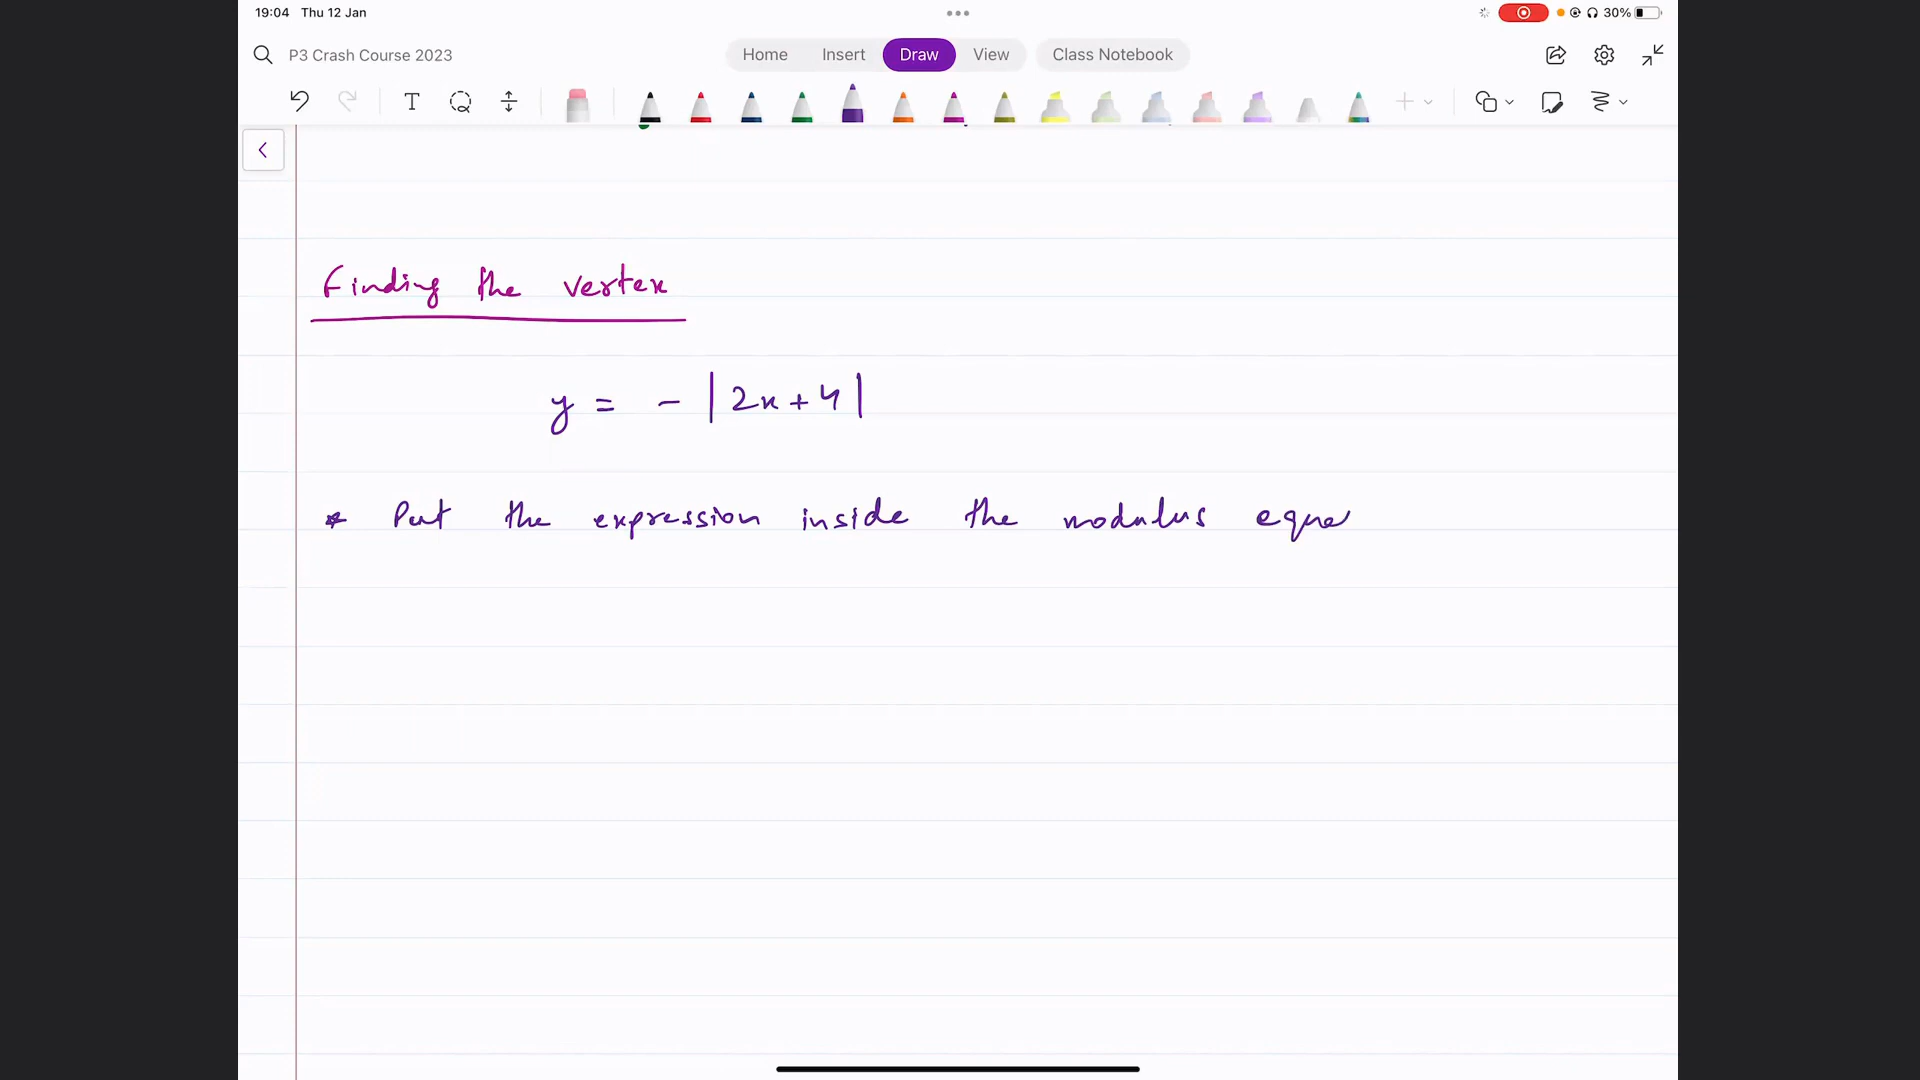 19:04 Thu 12 Jan
30%
P3 Crash Course 2023
Home Insert Draw View Class Notebook
T
Finding the vertex
y = - |2x+4|
* Put the expression inside the modulus equa